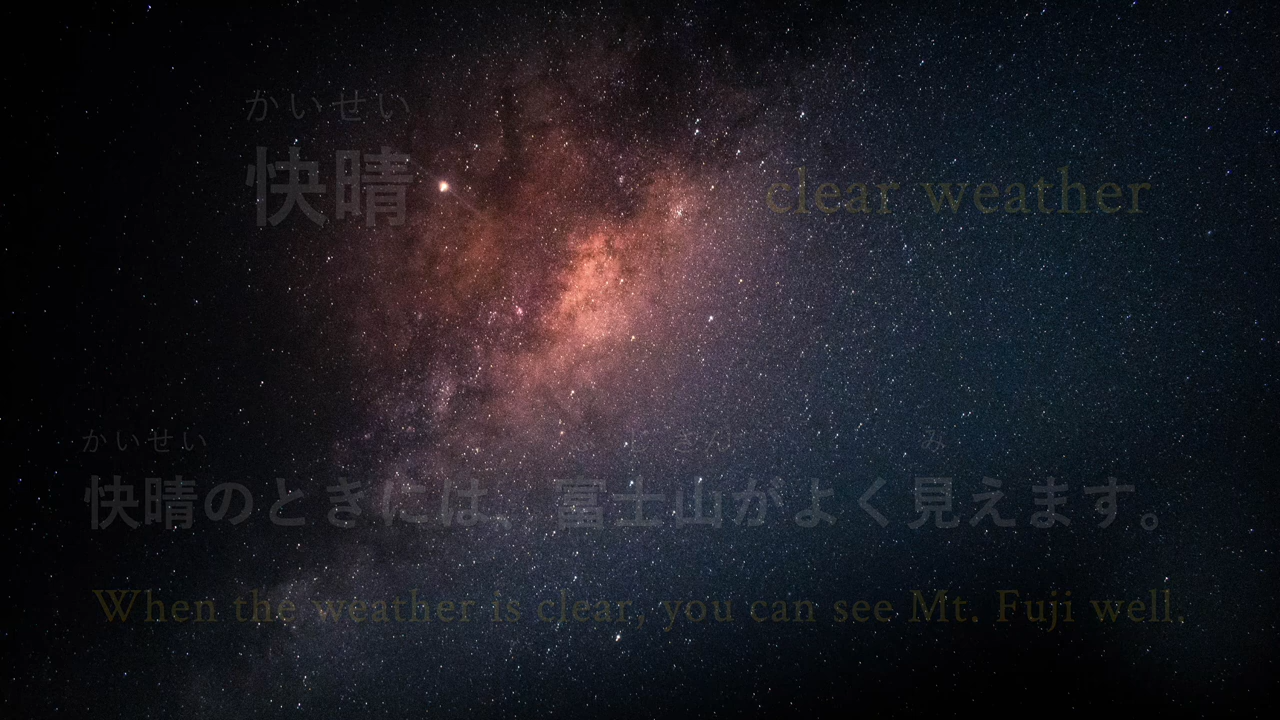 かいせい
快晴 clear weather
かいせい ふ じ さん み
快晴のときには、富士山がよく見えます。
When the weather is clear, you can see Mt. Fuji well.